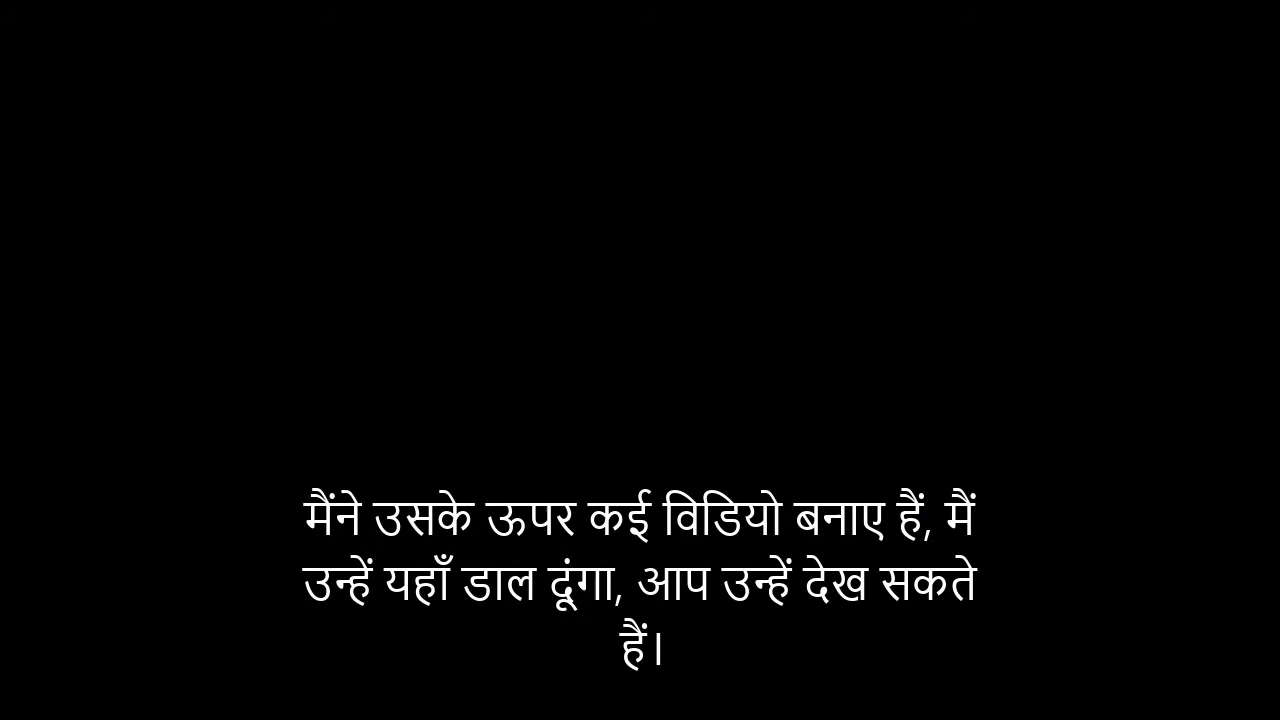 मैंने उसके ऊपर कई विडियो बनाए हैं, मैं
उन्हें यहाँ डाल दूंगा, आप उन्हें देख सकते
हैं।